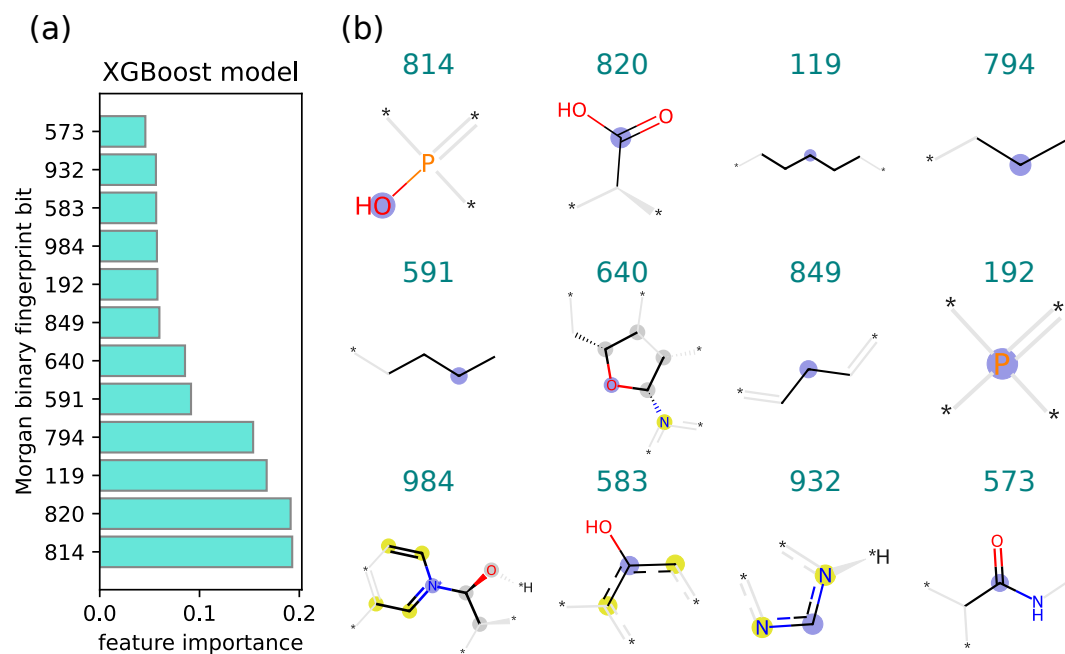 (a)
XGBoost model
Morgan binary fingerprint bit
573
932
583
984
192
849
640
591
794
119
820
814
0.0 0.1 0.2
feature importance
(b)
814 820 119 794
* * HO P *
HO O * *
* *
*
591 640 849 192
*
* * O * N * *
* *
* * P * *
984 583 932 573
* * N+ O *H * *
HO * * *
* *H N N *
O N H * *